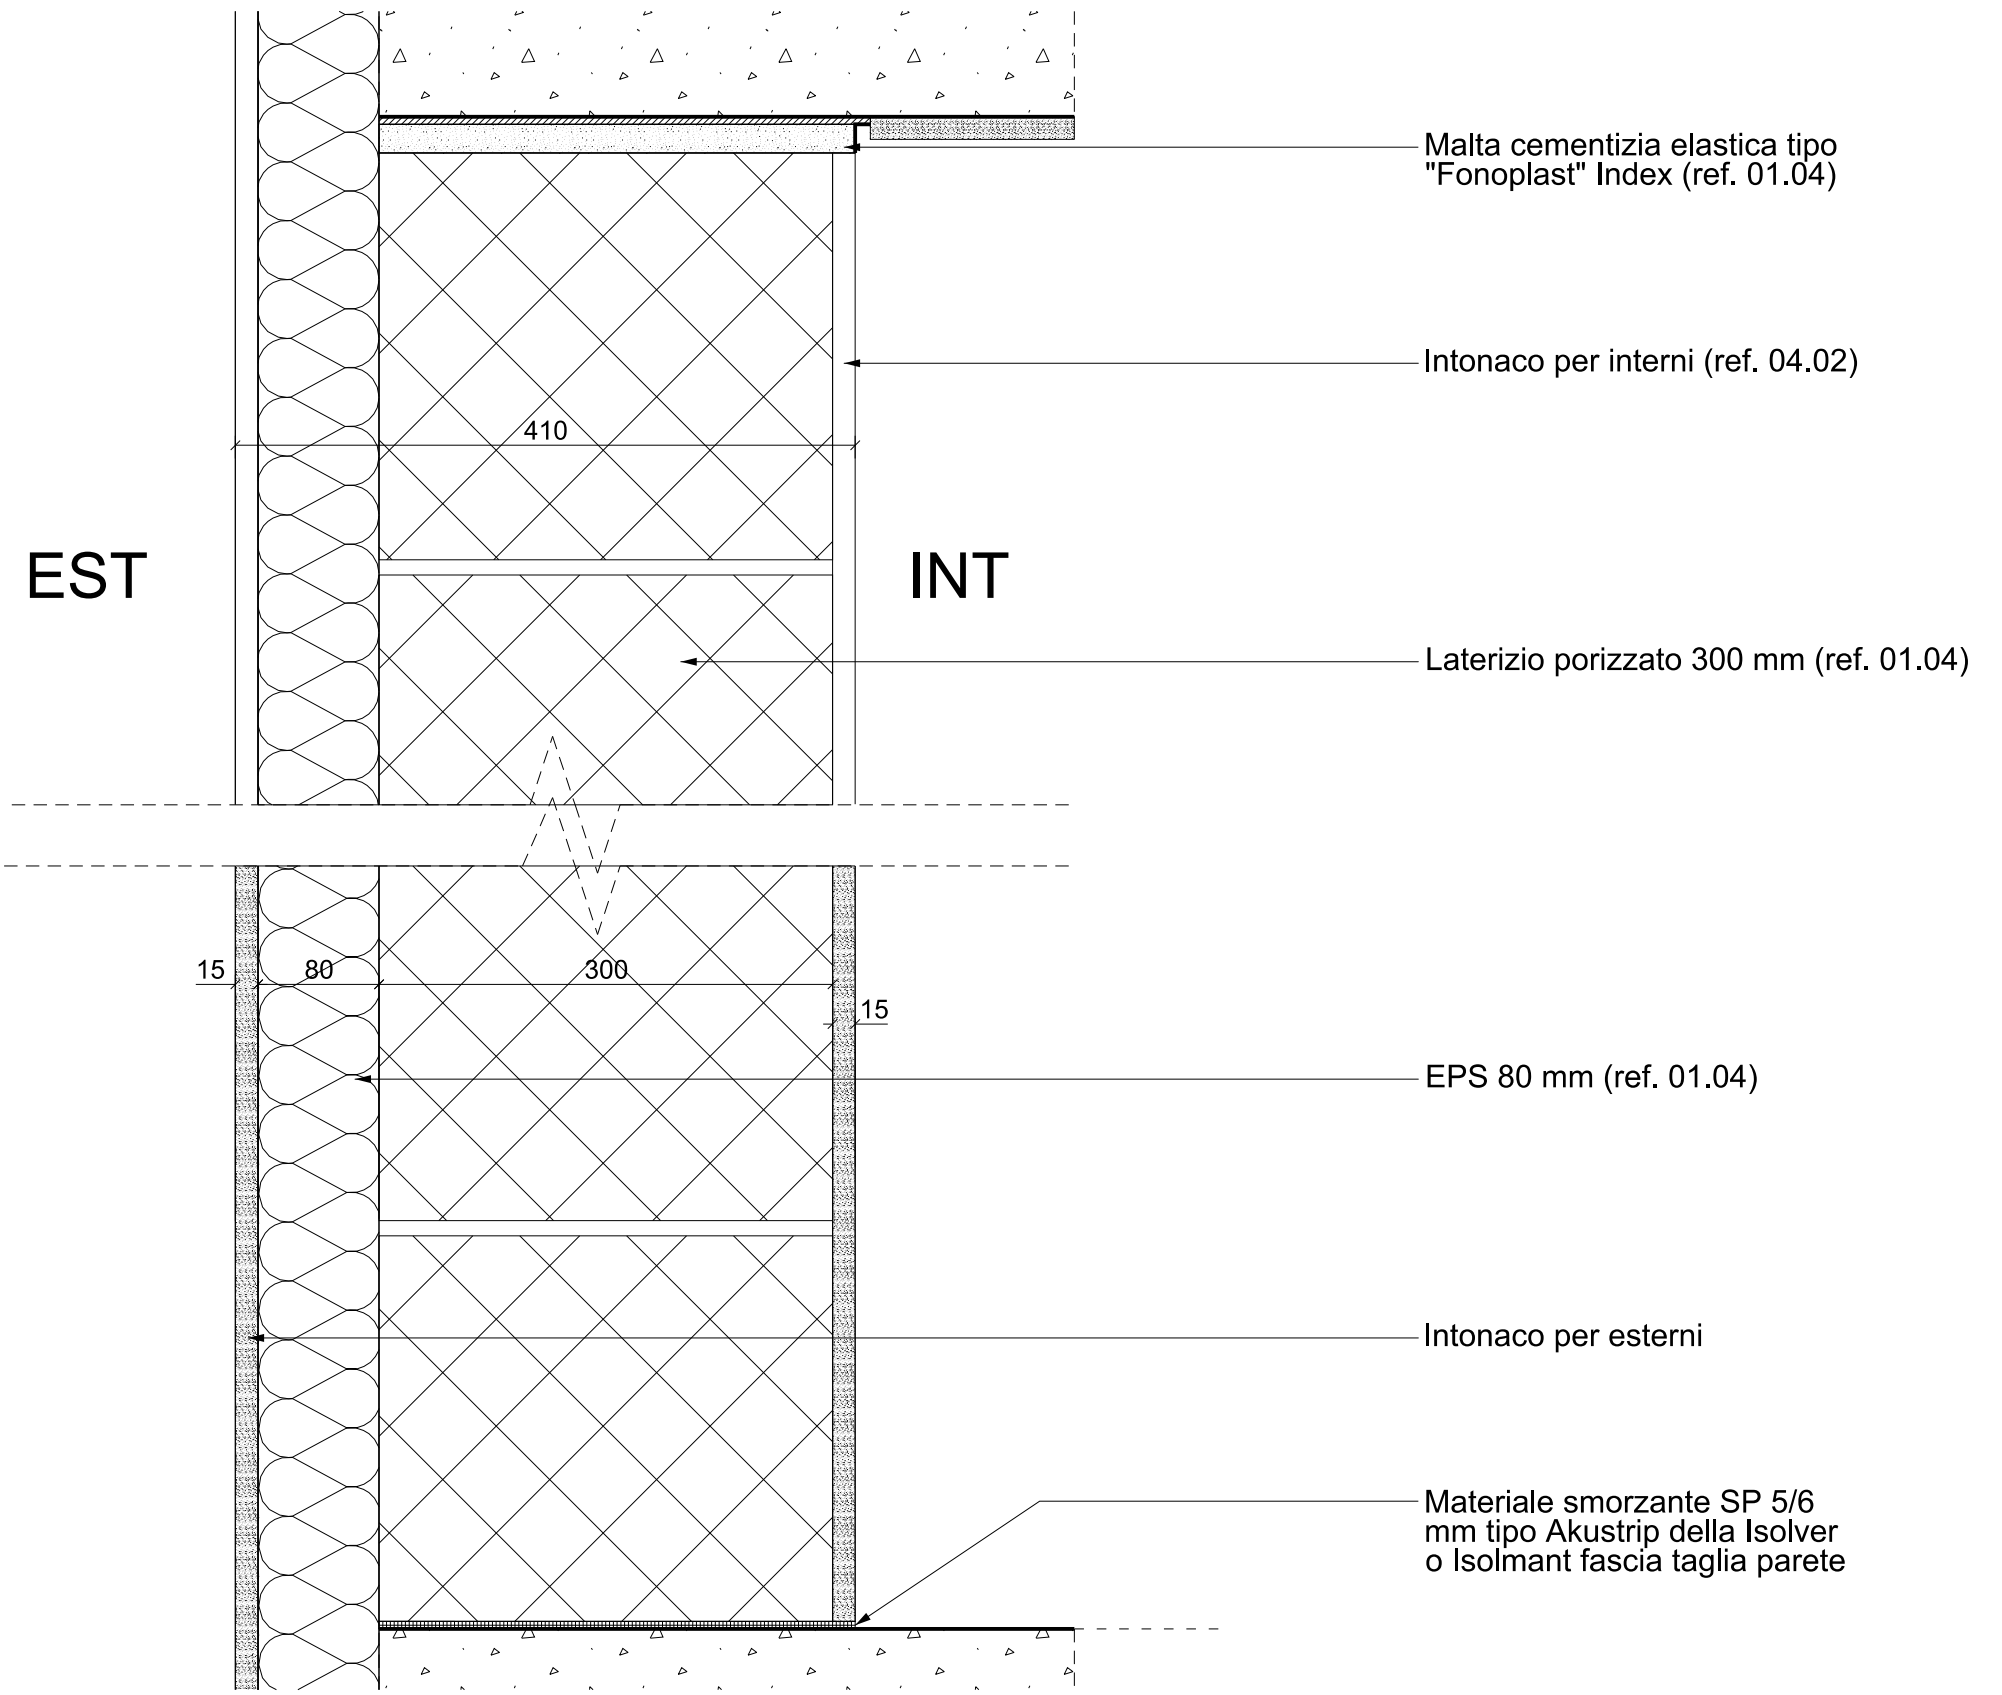 Malta cementizia elastica tipo
"Fonoplast" Index (ref. 01.04)
Intonaco per interni (ref. 04.02)
410
EST
INT
Laterizio porizzato 300 mm (ref. 01.04)
15
80
300
15
EPS 80 mm (ref. 01.04)
Intonaco per esterni
Materiale smorzante SP 5/6
mm tipo Akustrip della Isolver
o Isolmant fascia taglia parete